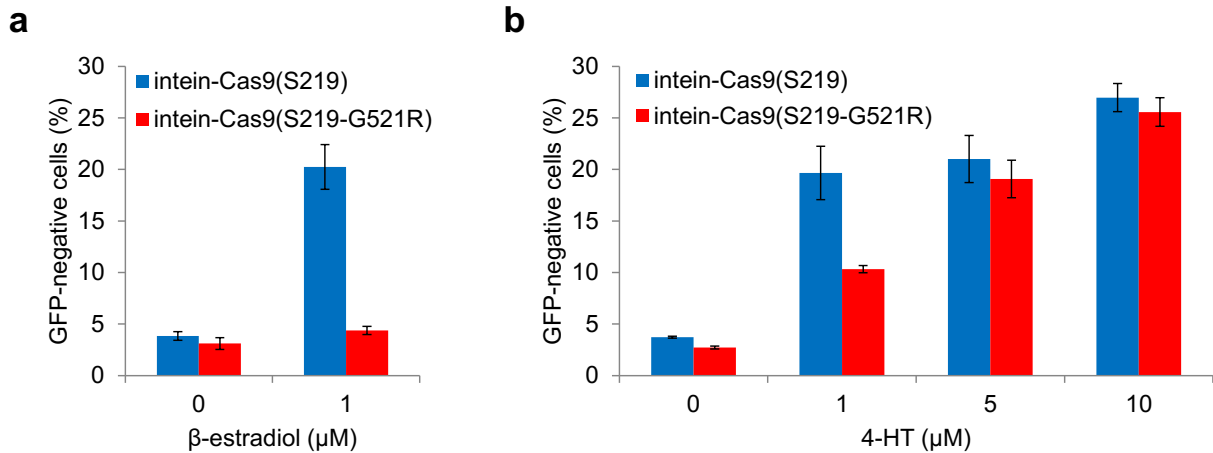 a
GFP-negative cells (%)
30
25
20
15
10
5
0
intein-Cas9(S219)
intein-Cas9(S219-G521R)
0 1
β-estradiol (μM)
b
GFP-negative cells (%)
30
25
20
15
10
5
0
intein-Cas9(S219)
intein-Cas9(S219-G521R)
0 1 5 10
4-HT (μM)